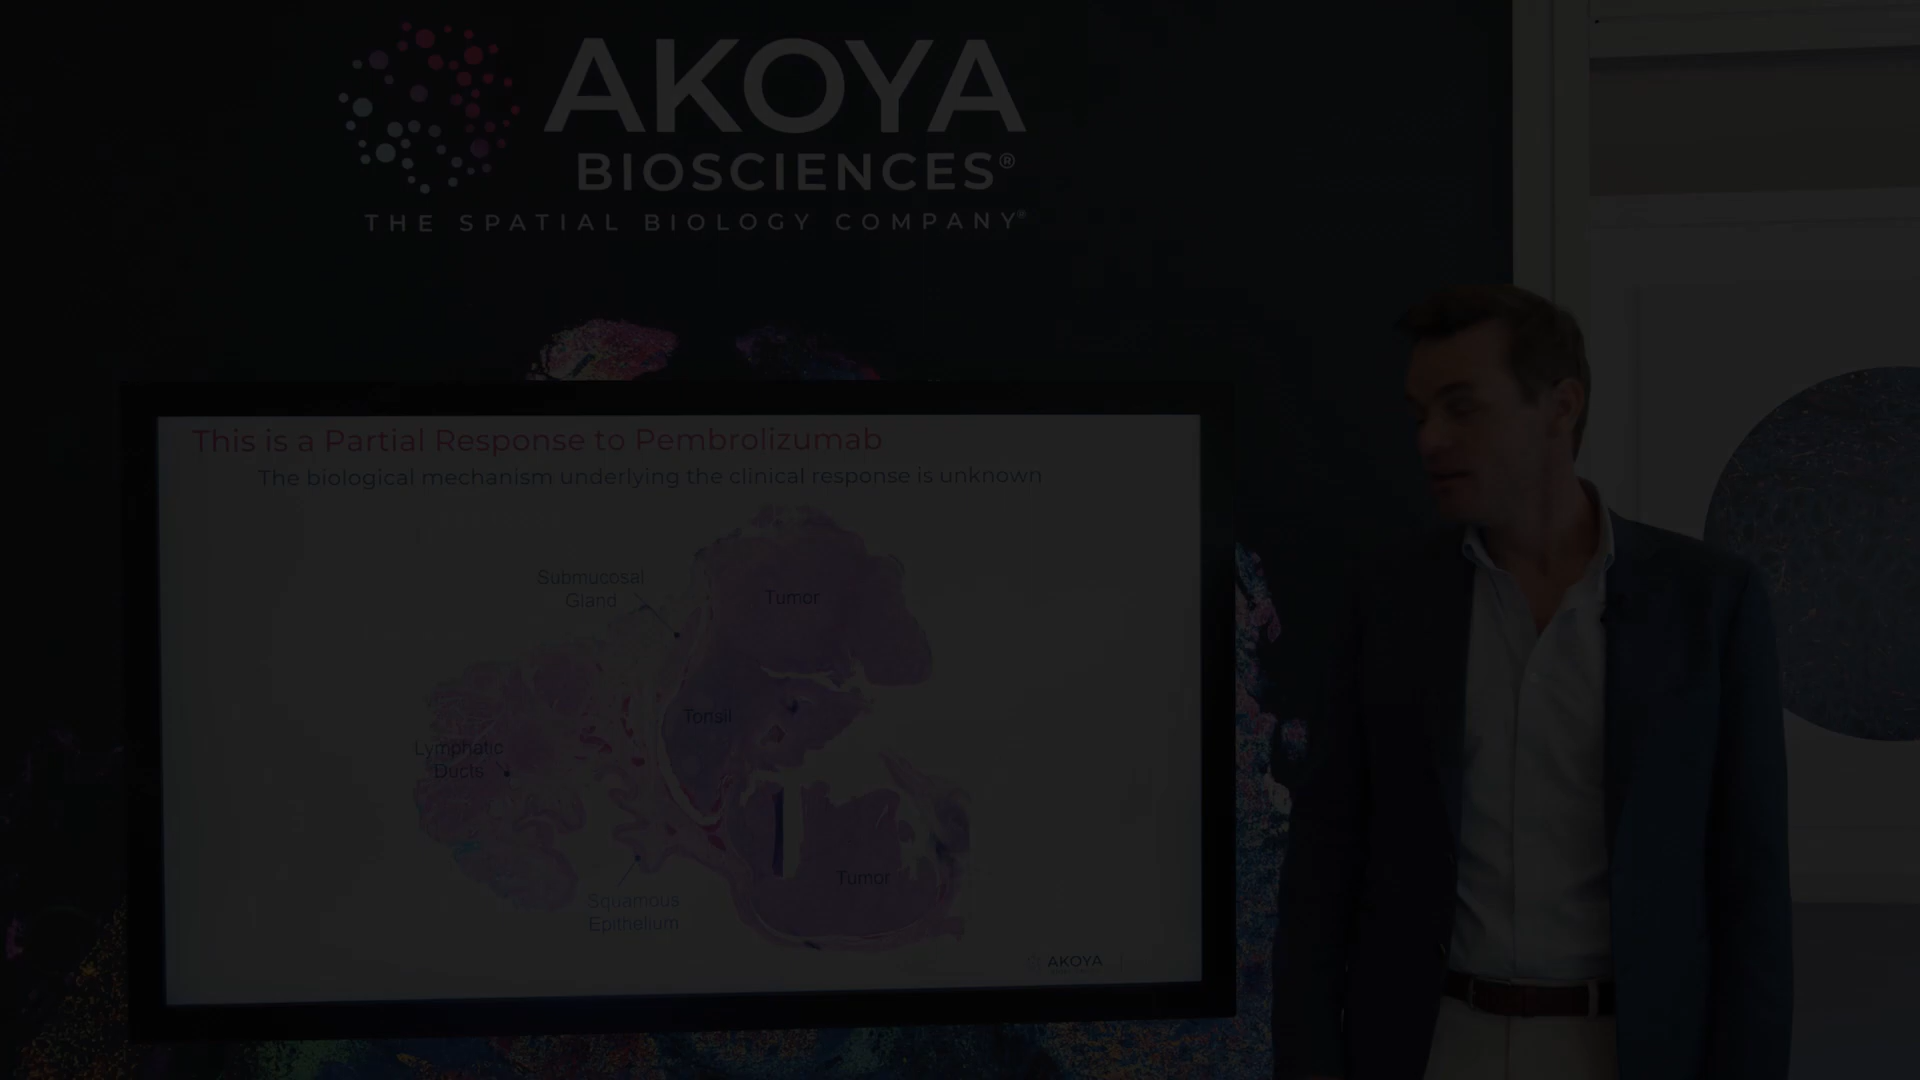 AKOYA
BIOSCIENCES®
THE SPATIAL BIOLOGY COMPANY®
This is a Partial Response to Pembrolizumab
The biological mechanism underlying the clinical response is unknown
Submucosal
Gland
Tumor
Tonsil
Lymphatic
Ducts
Tumor
Squamous
Epithelium
AKOYA